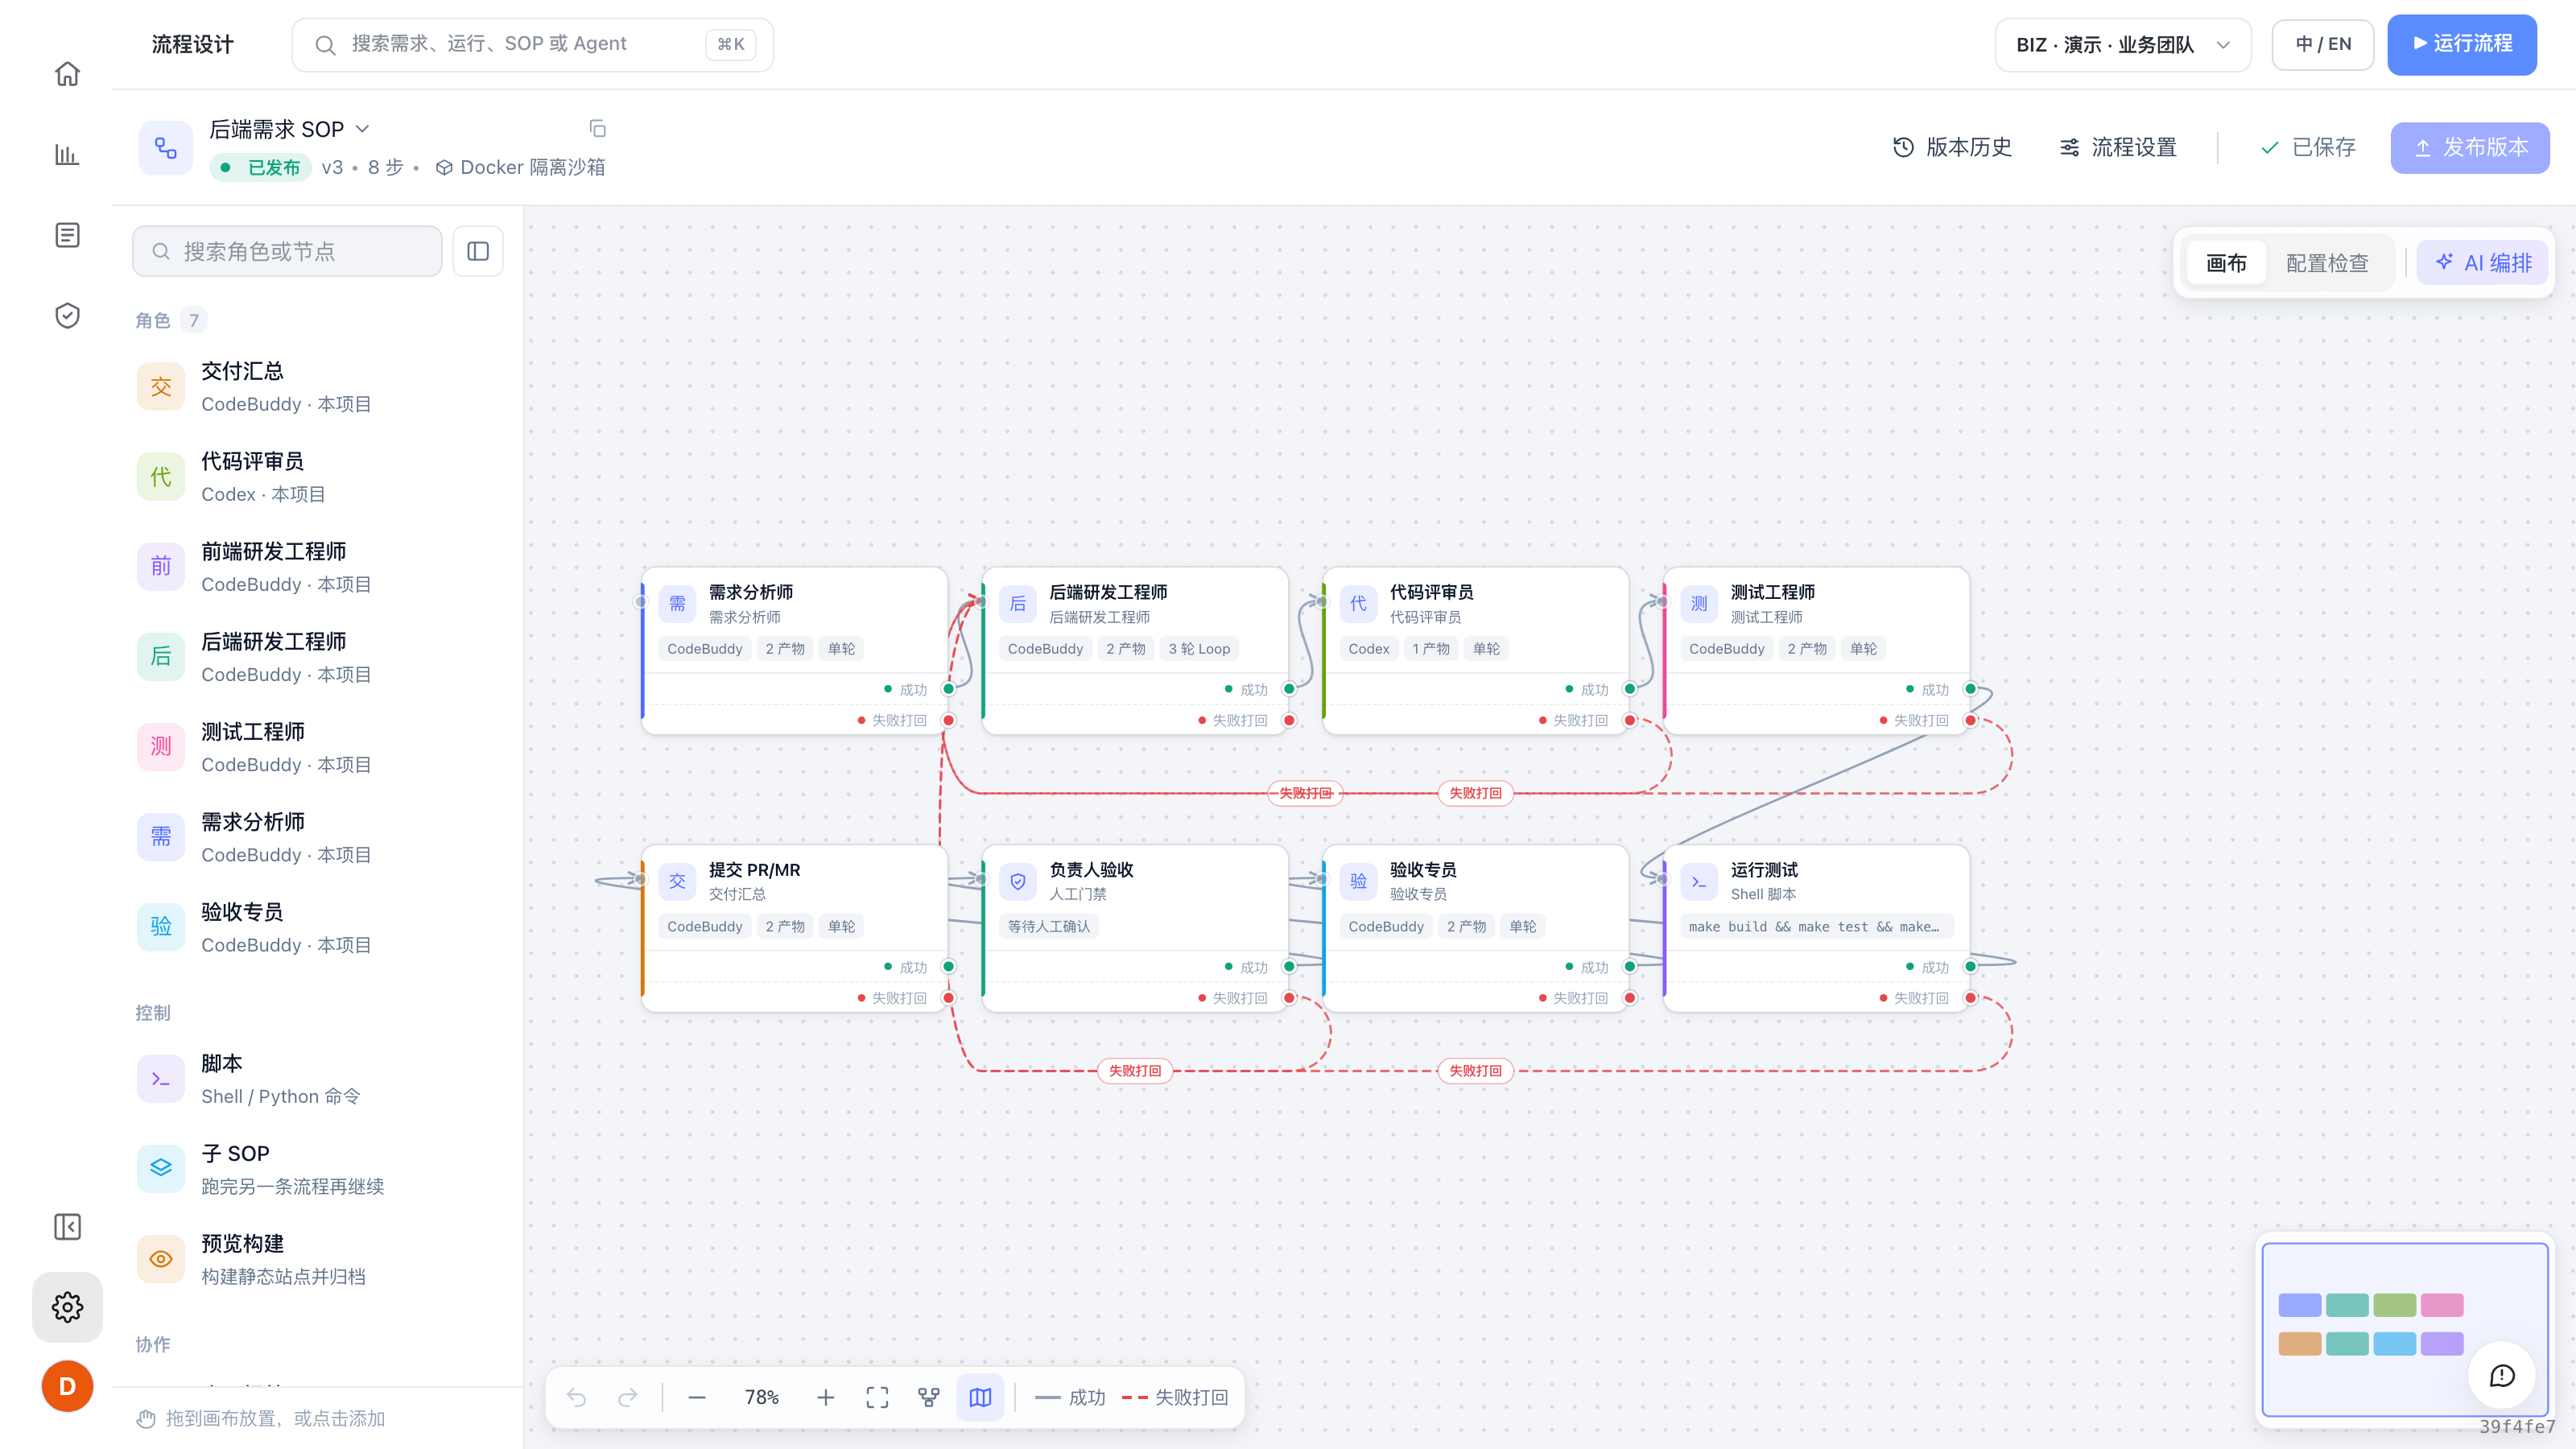 流程设计
搜索需求、运行、SOP 或 Agent
⌘K
BIZ · 演示 · 业务团队
中 / EN
运行流程
后端需求 SOP
已发布
v3 • 8 步 •
Docker 隔离沙箱
版本历史
流程设置
已保存
发布版本
搜索角色或节点
画布
配置检查
AI 编排
角色
7
交
交付汇总
CodeBuddy · 本项目
代
代码评审员
Codex · 本项目
前
前端研发工程师
CodeBuddy · 本项目
后
后端研发工程师
CodeBuddy · 本项目
测
测试工程师
CodeBuddy · 本项目
需
需求分析师
CodeBuddy · 本项目
验
验收专员
CodeBuddy · 本项目
控制
脚本
Shell / Python 命令
子 SOP
跑完另一条流程再继续
预览构建
构建静态站点并归档
协作
拖到画布放置，或点击添加
需
需求分析师
需求分析师
CodeBuddy
2 产物
单轮
成功
失败打回
后
后端研发工程师
后端研发工程师
CodeBuddy
2 产物
3 轮 Loop
成功
失败打回
代
代码评审员
代码评审员
Codex
1 产物
单轮
成功
失败打回
测
测试工程师
测试工程师
CodeBuddy
2 产物
单轮
成功
失败打回
失败打回
失败打回
交
提交 PR/MR
交付汇总
CodeBuddy
2 产物
单轮
成功
失败打回
负责人验收
人工门禁
等待人工确认
成功
失败打回
验
验收专员
验收专员
CodeBuddy
2 产物
单轮
成功
失败打回
运行测试
Shell 脚本
make build && make test && make…
成功
失败打回
失败打回
失败打回
78%
成功
失败打回
D
39f4fe7